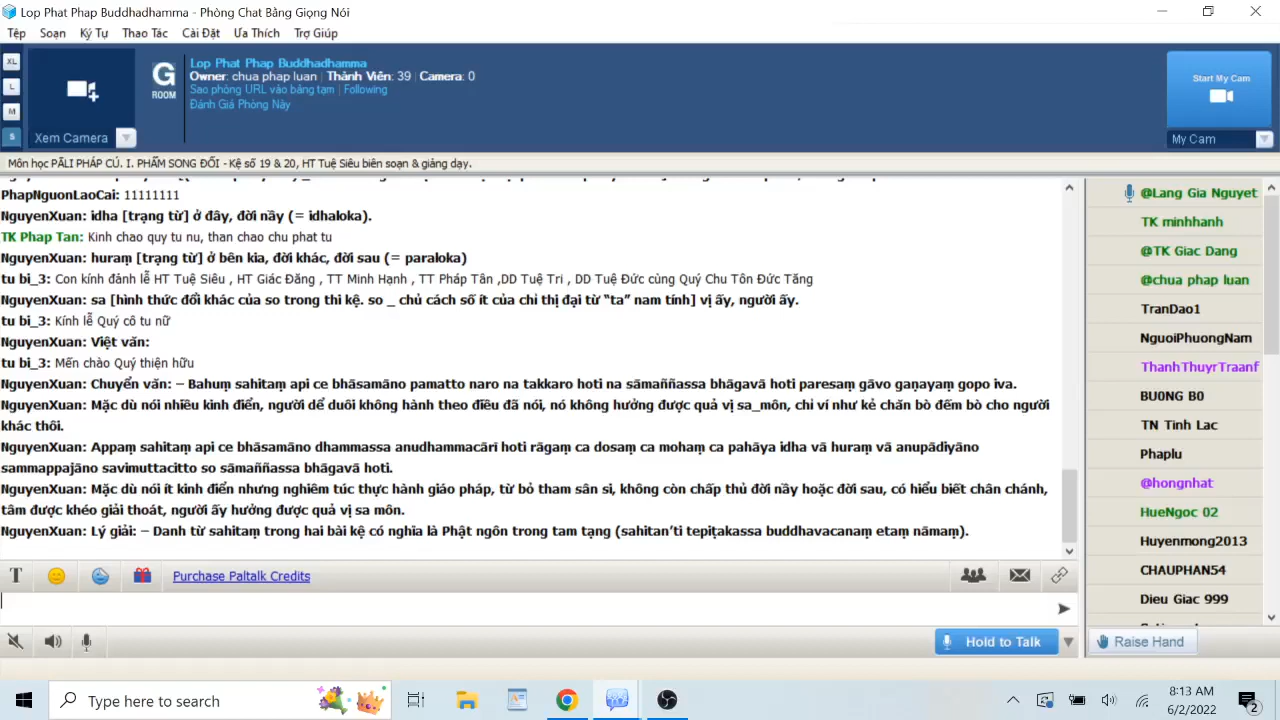 Lop Phat Phap Buddhadhamma - Phòng Chat Bằng Giọng Nói
Tệp Soạn Ký Tự Thao Tác Cài Đặt Ưa Thích Trợ Giúp
XL
L
M
S
Xem Camera
G
ROOM
Lop Phat Phap Buddhadhamma
Owner: chua phap luan | Thành Viên: 39 | Camera: 0
Sao phòng URL vào bảng tạm | Following
Đánh Giá Phòng Này
Start My Cam
My Cam
Môn học PĀLI PHÁP CÚ. I. PHẨM SONG ĐỐI - Kệ số 19 & 20, HT Tuệ Siêu biên soạn & giảng dạy.
PhapNguonLaoCai: 11111111
NguyenXuan: idha [trạng từ] ở đây, đời nầy (= idhaloka).
TK Phap Tan: Kinh chao quy tu nu, than chao chu phat tu
NguyenXuan: huraṃ [trạng từ] ở bên kia, đời khác, đời sau (= paraloka)
tu bi_3: Con kính đảnh lễ HT Tuệ Siêu , HT Giác Đăng , TT Minh Hạnh , TT Pháp Tân ,DD Tuệ Tri , DD Tuệ Đức cùng Quý Chu Tôn Đức Tăng
NguyenXuan: sa [hình thức đổi khác của so trong thi kệ. so _ chủ cách số ít của chỉ thị đại từ “ta” nam tính] vị ấy, người ấy.
tu bi_3: Kính lễ Quý cô tu nữ
NguyenXuan: Việt văn:
tu bi_3: Mến chào Quý thiện hữu
NguyenXuan: Chuyển văn: – Bahuṃ sahitaṃ api ce bhāsamāno pamatto naro na takkaro hoti na sāmaññassa bhāgavā hoti paresaṃ gāvo gaṇayaṃ gopo iva.
NguyenXuan: Mặc dù nói nhiều kinh điển, người dể duôi không hành theo điều đã nói, nó không hưởng được quả vị sa_môn, chỉ ví như kẻ chăn bò đếm bò cho người
khác thôi.
NguyenXuan: Appaṃ sahitaṃ api ce bhāsamāno dhammassa anudhammacārī hoti rāgaṃ ca dosaṃ ca mohaṃ ca pahāya idha vā huraṃ vā anupādiyāno
sammappajāno savimuttacitto so sāmaññassa bhāgavā hoti.
NguyenXuan: Mặc dù nói ít kinh điển nhưng nghiêm túc thực hành giáo pháp, từ bỏ tham sân si, không còn chấp thủ đời nầy hoặc đời sau, có hiểu biết chân chánh,
tâm được khéo giải thoát, người ấy hưởng được quả vị sa môn.
NguyenXuan: Lý giải: – Danh từ sahitaṃ trong hai bài kệ có nghĩa là Phật ngôn trong tam tạng (sahitan’ti tepiṭakassa buddhavacanaṃ etaṃ nāmaṃ).
@Lang Gia Nguyet
TK minhhanh
@TK Giac Dang
@chua phap luan
TranDao1
NguoiPhuongNam
ThanhThuyrTraanf
BU0NG B0
TN Tinh Lac
Phaplu
@hongnhat
HueNgoc 02
Huyenmong2013
CHAUPHAN54
Dieu Giac 999
T
Purchase Paltalk Credits
Hold to Talk
Raise Hand
Type here to search
8:13 AM
6/2/2022
2